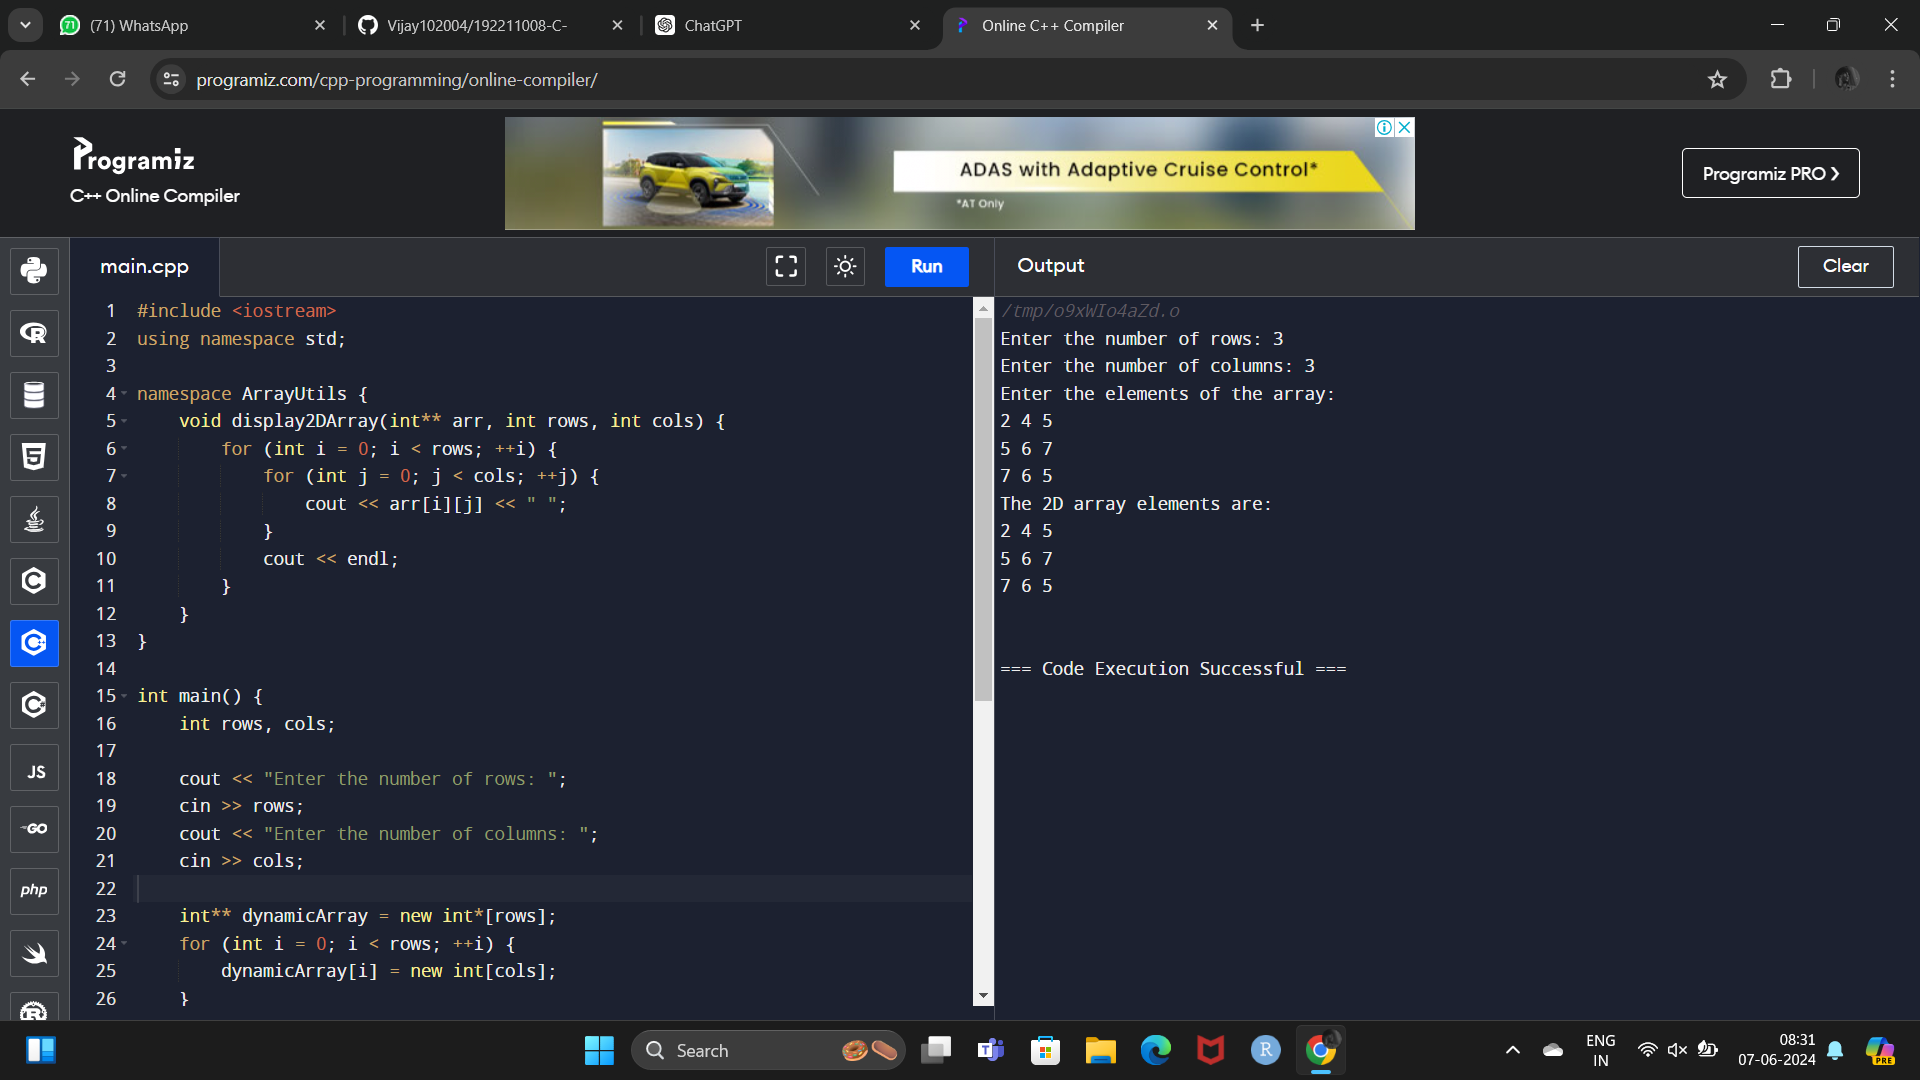 (71) WhatsApp
Vijay102004/192211008-C-
ChatGPT
Online C++ Compiler
programiz.com/cpp-programming/online-compiler/
Programiz
C++ Online Compiler
ADAS with Adaptive Cruise Control*
*AT Only
Programiz PRO
main.cpp
Run
Output
Clear
1 #include <iostream>
2 using namespace std;
3
4 namespace ArrayUtils {
5 void display2DArray(int** arr, int rows, int cols) {
6 for (int i = 0; i < rows; ++i) {
7 for (int j = 0; j < cols; ++j) {
8 cout << arr[i][j] << " ";
9 }
10 cout << endl;
11 }
12 }
13 }
14
15 int main() {
16 int rows, cols;
17
18 cout << "Enter the number of rows: ";
19 cin >> rows;
20 cout << "Enter the number of columns: ";
21 cin >> cols;
22
23 int** dynamicArray = new int*[rows];
24 for (int i = 0; i < rows; ++i) {
25 dynamicArray[i] = new int[cols];
26 }
/tmp/o9xWIo4aZd.o
Enter the number of rows: 3
Enter the number of columns: 3
Enter the elements of the array:
2 4 5
5 6 7
7 6 5
The 2D array elements are:
2 4 5
5 6 7
7 6 5
=== Code Execution Successful ===
JS
GO
php
Search
ENG
IN
08:31
07-06-2024
PRE